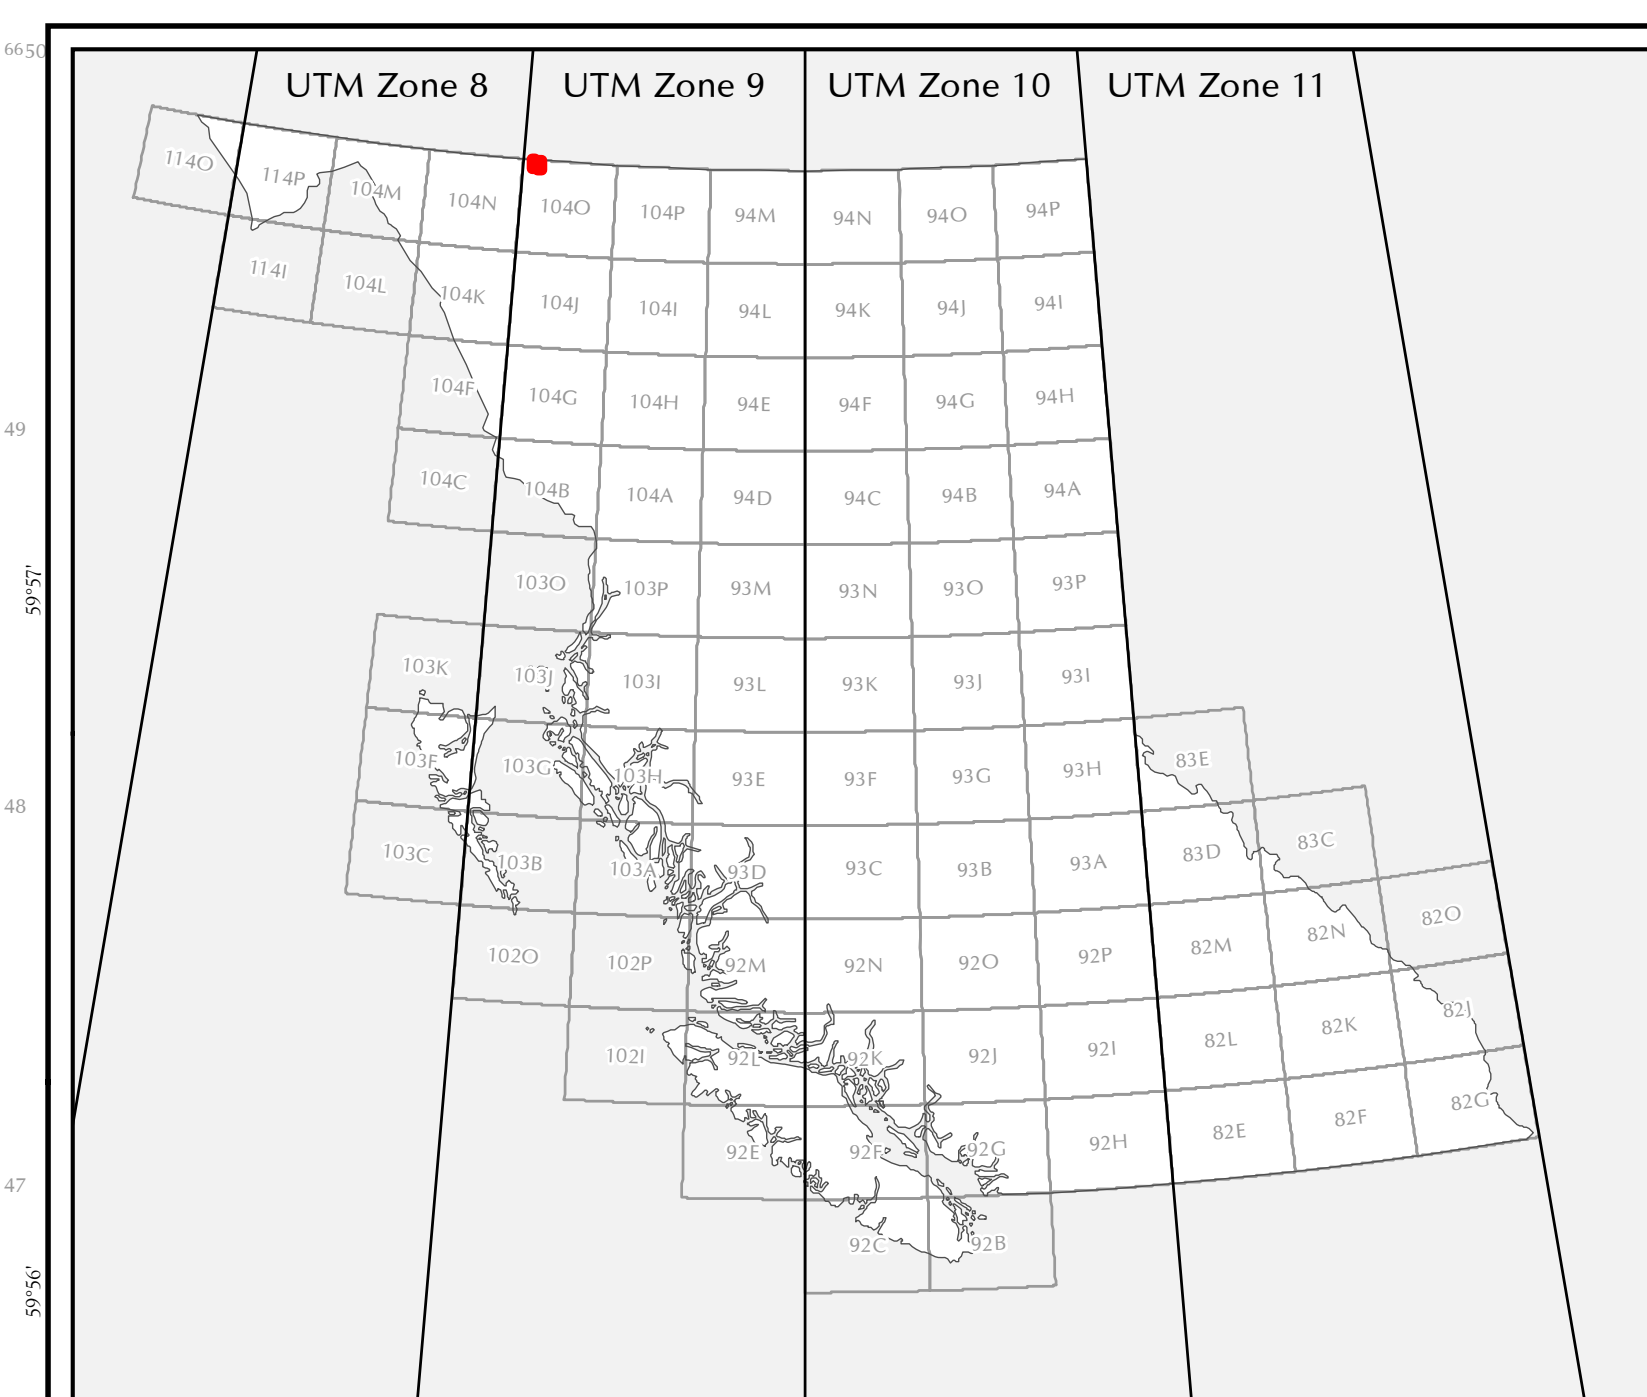 6650
UTM Zone 8 UTM Zone 9 UTM Zone 10 UTM Zone 11
114O 114P 104M 104N 104O 104P 94M 94N 94O 94P
114I 104L 104K 104J 104I 94L 94K 94J 94I
104F 104G 104H 94E 94F 94G 94H
49
104C 104B 104A 94D 94C 94B 94A
59°57'
103O 103P 93M 93N 93O 93P
103K 103J 103I 93L 93K 93J 93I
103F 103G 103H 93E 93F 93G 93H 83E
48
103C 103B 103A 93D 93C 93B 93A 83D 83C
102O 102P 92M 92N 92O 92P 82M 82N 82O
102I 92L 92K 92J 92I 82L 82K 82J
92E 92F 92G 92H 82E 82F 82G
47
92C 92B
59°56'